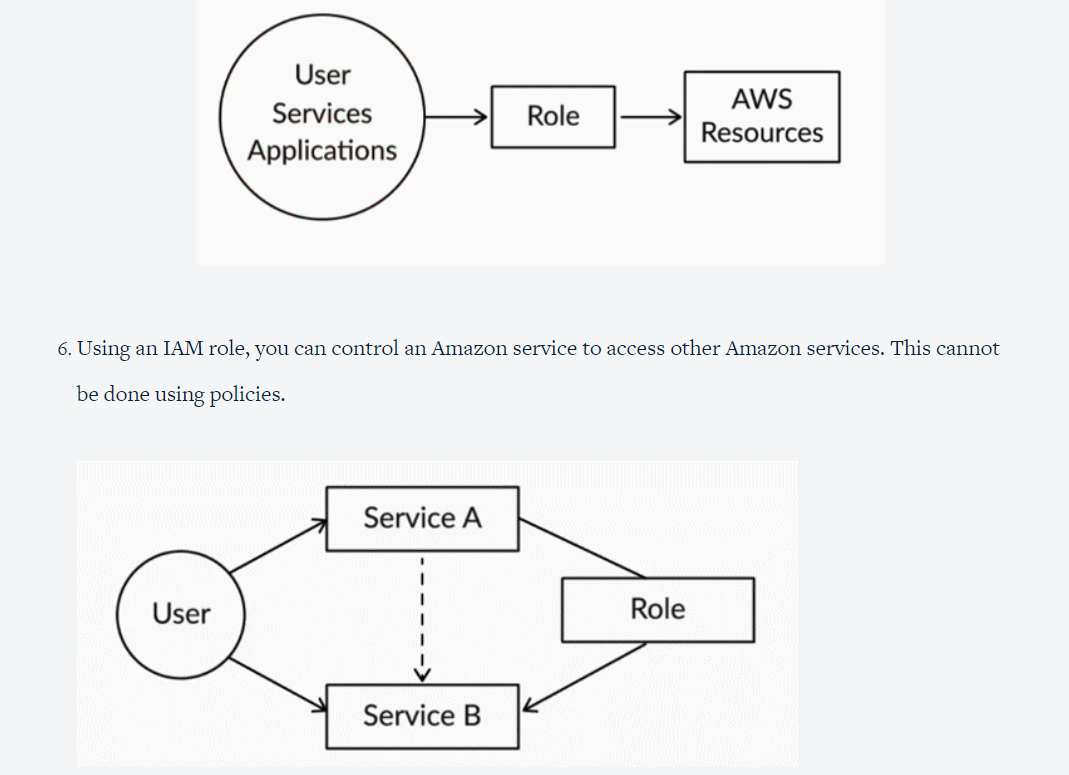 User
Services
Applications
Role
AWS
Resources
6. Using an IAM role, you can control an Amazon service to access other Amazon services. This cannot
be done using policies.
Service A
User
Role
Service B